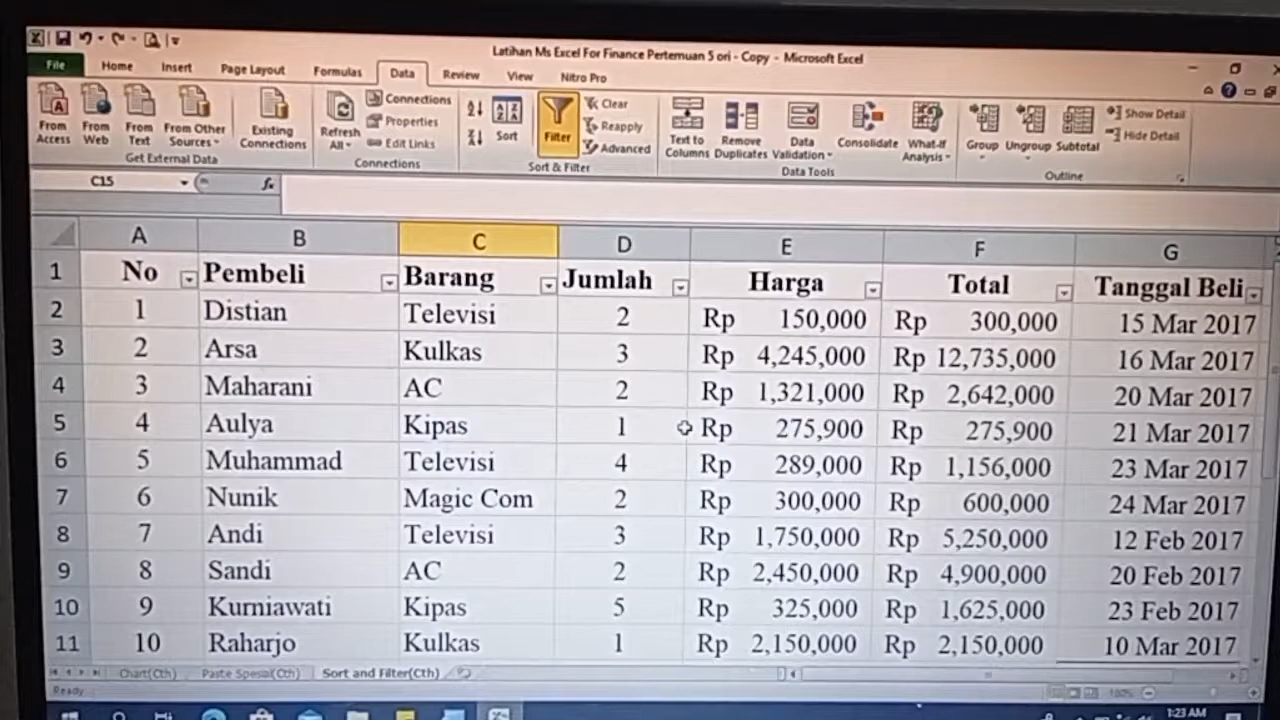 Latihan Ms Excel For Finance Pertemuan 5 ori - Copy - Microsoft Excel
File Home Insert Page Layout Formulas Data Review View Nitro Pro
From Access
From Web
From Text
From Other Sources
Existing Connections
Get External Data
Refresh All
Connections
Properties
Edit Links
Connections
Sort
Filter
Clear
Reapply
Advanced
Sort & Filter
Text to Columns
Remove Duplicates
Data Validation
Consolidate
What-If Analysis
Data Tools
Group
Ungroup
Subtotal
Show Detail
Hide Detail
Outline
C15 fx
A B C D E F G
1 No Pembeli Barang Jumlah Harga Total Tanggal Beli
2 1 Distian Televisi 2 Rp 150,000 Rp 300,000 15 Mar 2017
3 2 Arsa Kulkas 3 Rp 4,245,000 Rp 12,735,000 16 Mar 2017
4 3 Maharani AC 2 Rp 1,321,000 Rp 2,642,000 20 Mar 2017
5 4 Aulya Kipas 1 Rp 275,900 Rp 275,900 21 Mar 2017
6 5 Muhammad Televisi 4 Rp 289,000 Rp 1,156,000 23 Mar 2017
7 6 Nunik Magic Com 2 Rp 300,000 Rp 600,000 24 Mar 2017
8 7 Andi Televisi 3 Rp 1,750,000 Rp 5,250,000 12 Feb 2017
9 8 Sandi AC 2 Rp 2,450,000 Rp 4,900,000 20 Feb 2017
10 9 Kurniawati Kipas 5 Rp 325,000 Rp 1,625,000 23 Feb 2017
11 10 Raharjo Kulkas 1 Rp 2,150,000 Rp 2,150,000 10 Mar 2017
Chart(Cth) Paste Spesial(Cth) Sort and Filter(Cth)
Ready 100%
1:23 AM